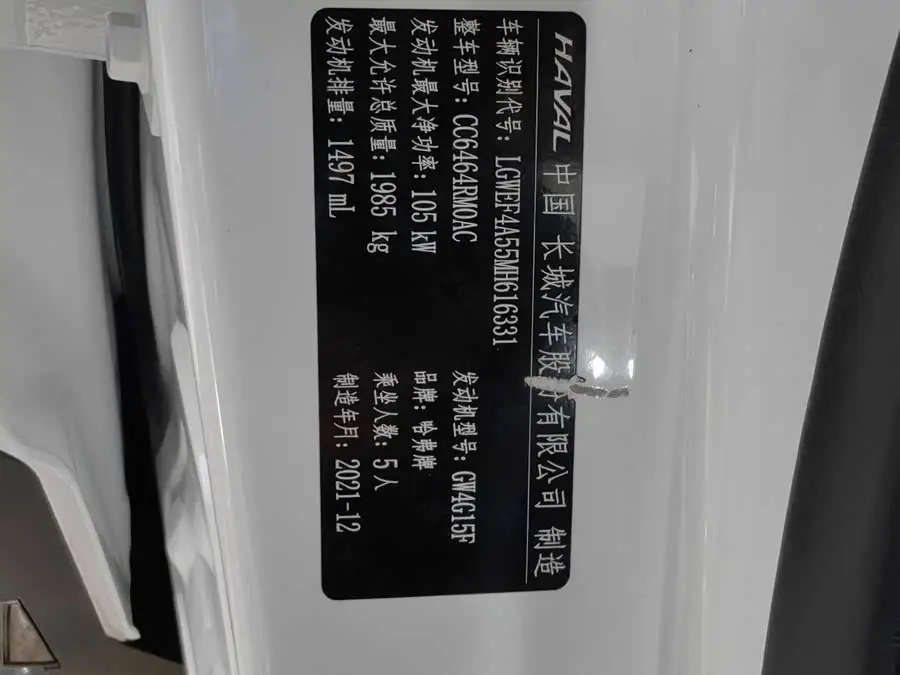 HAVAL 中国 长城汽车股份有限公司 制造
车辆识别代号: LGWEF4A55MH616331
整车型号: CC6464RM0AC 发动机型号: GW4G15F
发动机最大净功率: 105 kW 品牌: 哈弗牌
最大允许总质量: 1985 kg 乘坐人数: 5 人
发动机排量: 1497 mL 制造年月: 2021-12